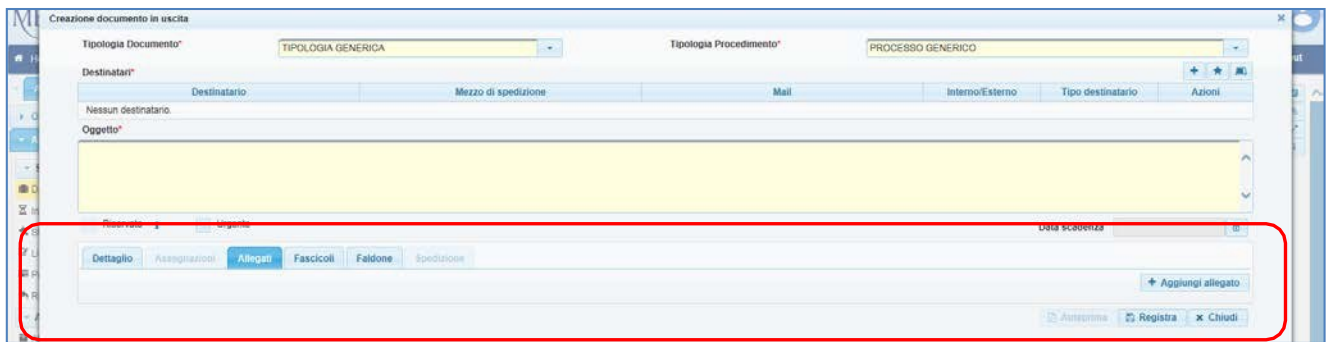 Creazione documento in uscita
Tipologia Documento* TIPOLOGIA GENERICA Tipologia Procedimento* PROCESSO GENERICO
Destinatari*
Destinatario Mezzo di spedizione Mail Interno/Esterno Tipo destinatario Azioni
Nessun destinatario.
Oggetto*
Riservato Urgente Data scadenza
Dettaglio Assegnazioni Allegati Fascicoli Faldone Spedizione
+ Aggiungi allegato
Anteprima Registra Chiudi